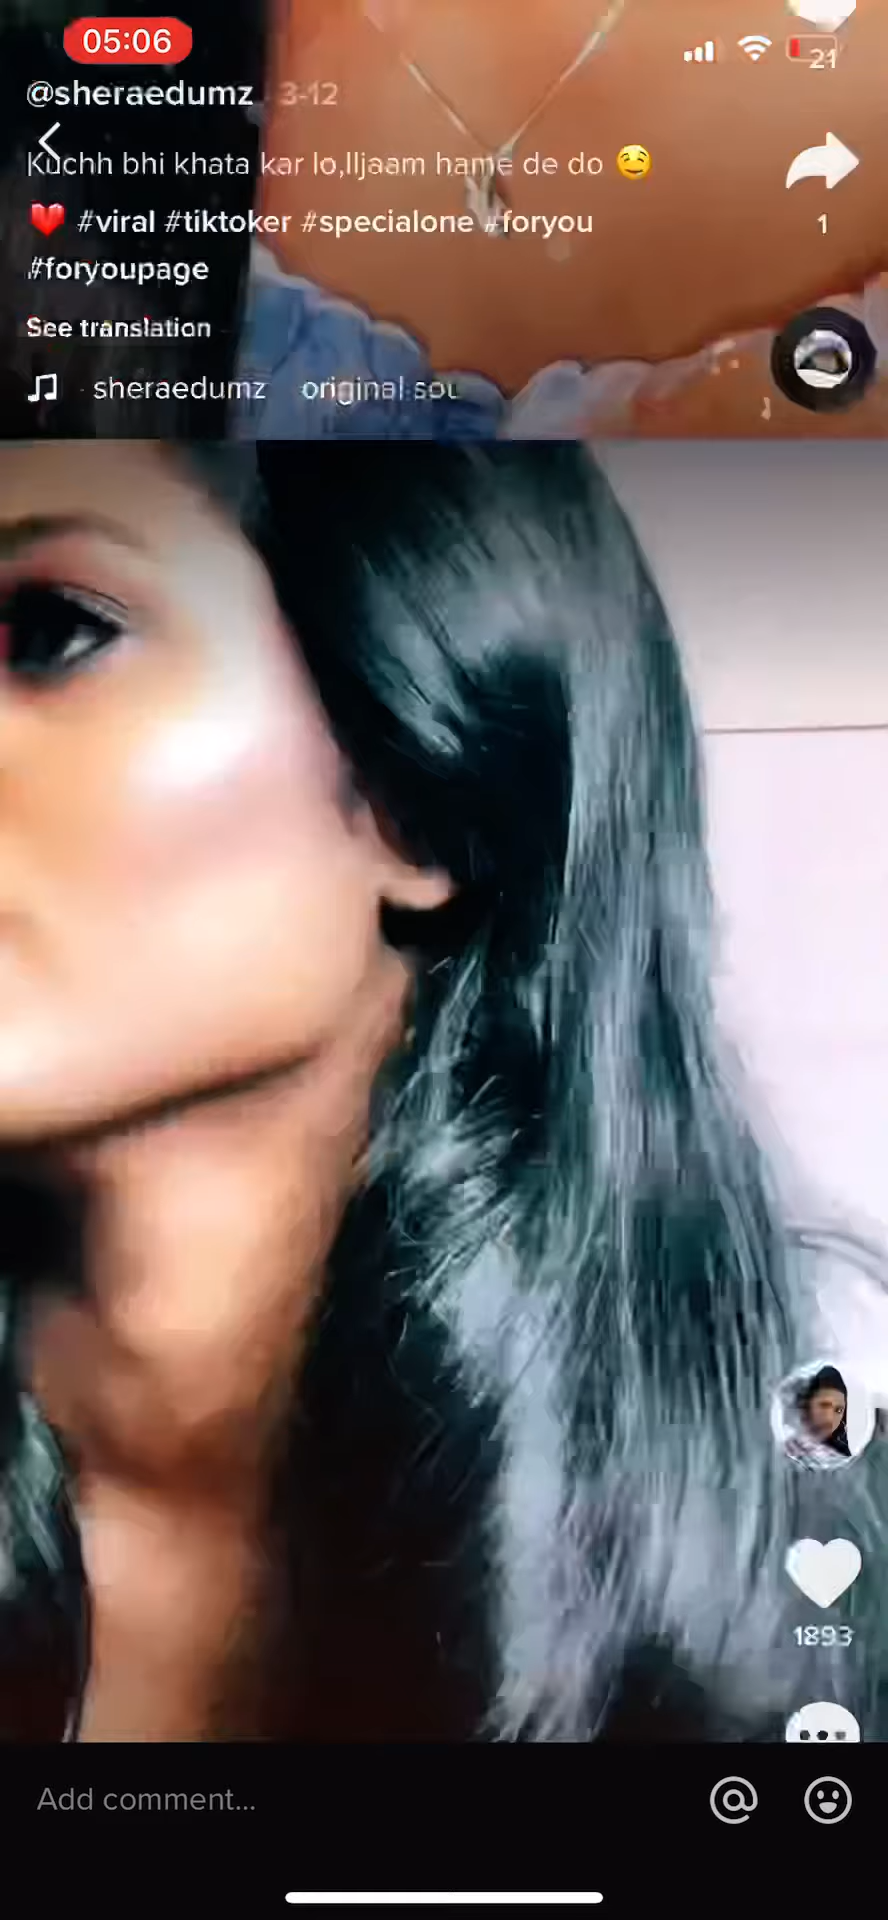 05:06
21
@sheraedumz · 3-12
Kuchh bhi khata kar lo,Iljaam hame de do 🤤
❤️ #viral #tiktoker #specialone #foryou
#foryoupage
See translation
sheraedumz original sou
1
1893
Add comment...